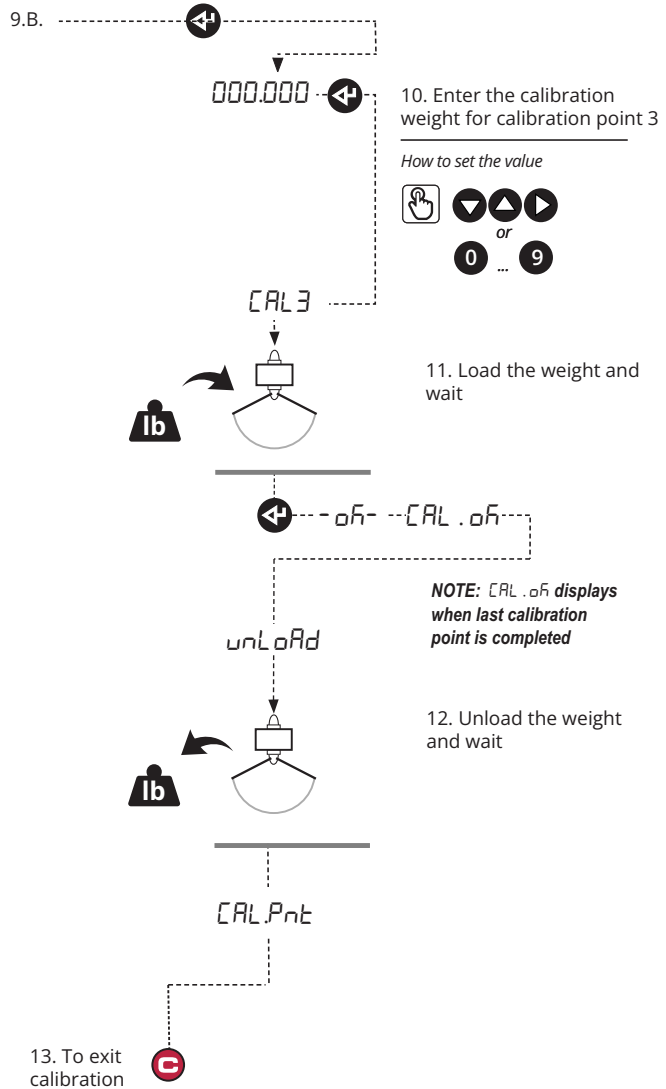 9.B.
000.000
10. Enter the calibration
weight for calibration point 3
How to set the value
or
0 ... 9
CAL3
11. Load the weight and
wait
lb
-oK- CAL.oK
NOTE: CAL.oK displays
when last calibration
point is completed
unLoAd
12. Unload the weight
and wait
lb
CAL.Pnt
13. To exit
calibration
C